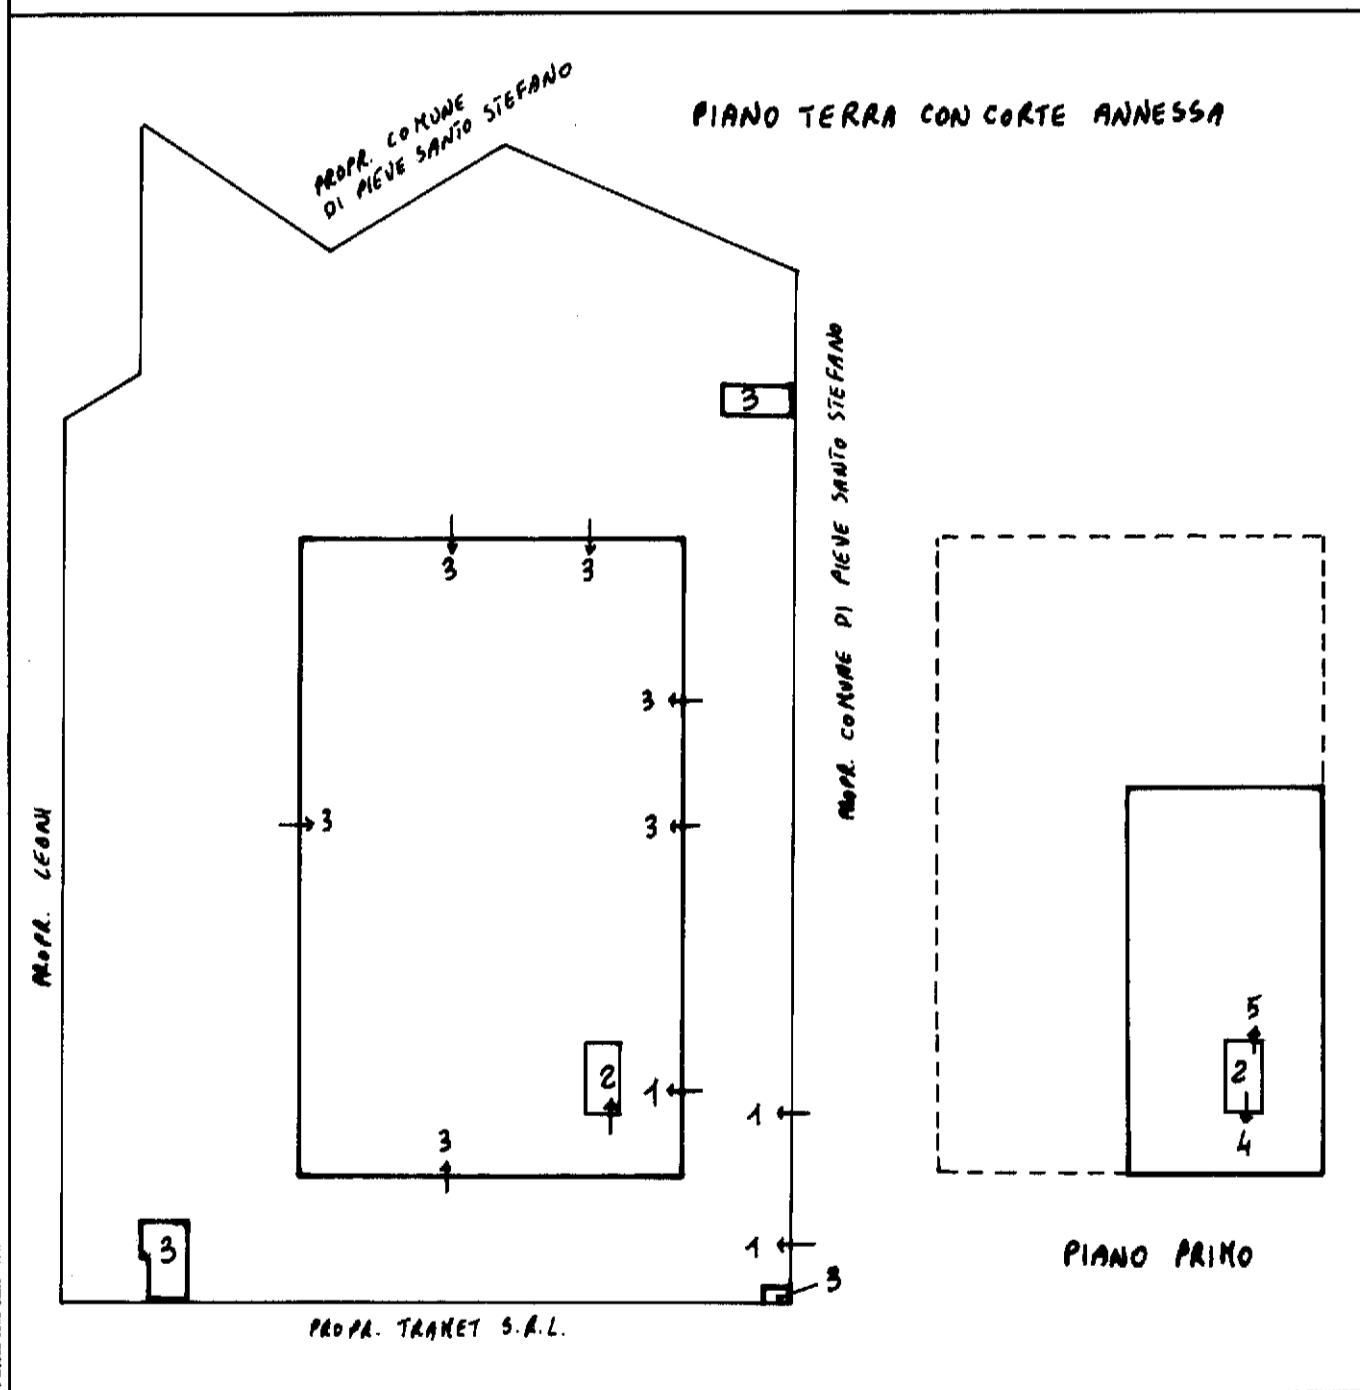 PIANO TERRA CON CORTE ANNESSA
PROPR. COMUNE
DI PIEVE SANTO STEFANO
3
PROPR. COMUNE DI PIEVE SANTO STEFANO
3
3
3
3
3
PROPR. LEONI
2
1
1
3
3
1
3
PROPR. TRAMET S.R.L.
5
2
4
PIANO PRIMO